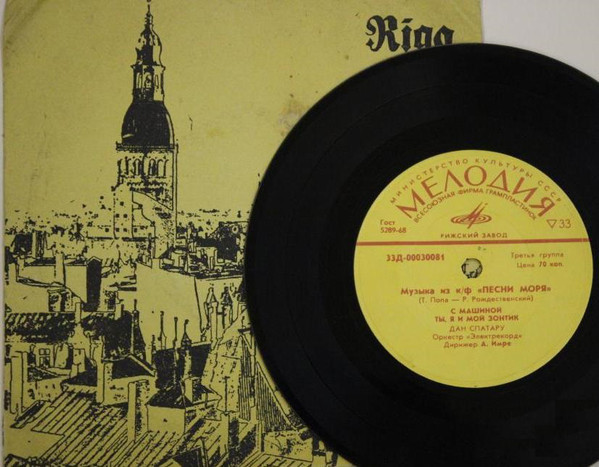 Riga
МИНИСТЕРСТВО КУЛЬТУРЫ СССР
МЕЛОДИЯ
ВСЕСОЮЗНАЯ ФИРМА ГРАМПЛАСТИНОК
Гост
5289-68
33
РИЖСКИЙ ЗАВОД
33Д-00030081
Третья группа
Цена 70 коп.
Музыка из к/ф «ПЕСНИ МОРЯ»
(Т. Попа — Р. Рождественский)
С МАШИНОЙ
ТЫ, Я И МОЙ ЗОНТИК
ДАН СПАТАРУ
Оркестр «Электрекорд»
Дирижер А. Имре